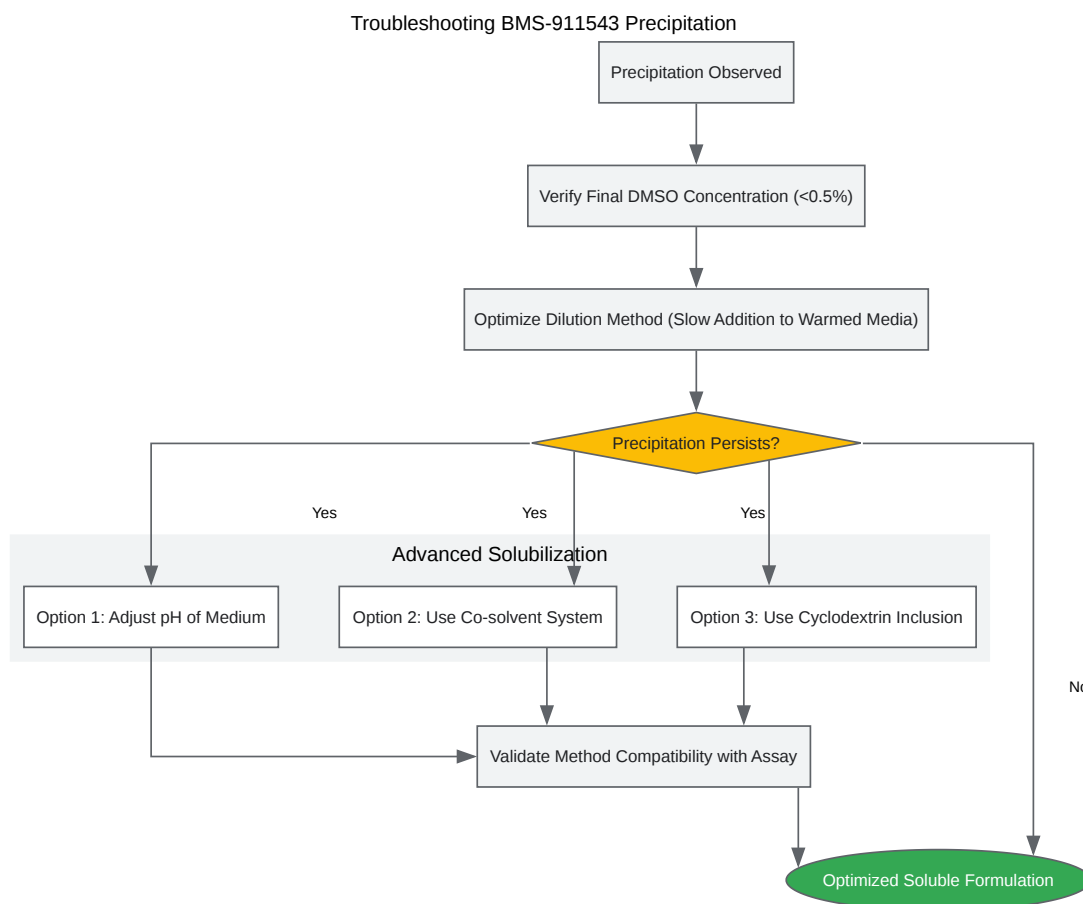 Troubleshooting BMS-911543 Precipitation
Precipitation Observed
Verify Final DMSO Concentration (<0.5%)
Optimize Dilution Method (Slow Addition to Warmed Media)
Precipitation Persists?
Yes
Yes
Yes
Advanced Solubilization
Option 1: Adjust pH of Medium
Option 2: Use Co-solvent System
Option 3: Use Cyclodextrin Inclusion
No
Validate Method Compatibility with Assay
Optimized Soluble Formulation